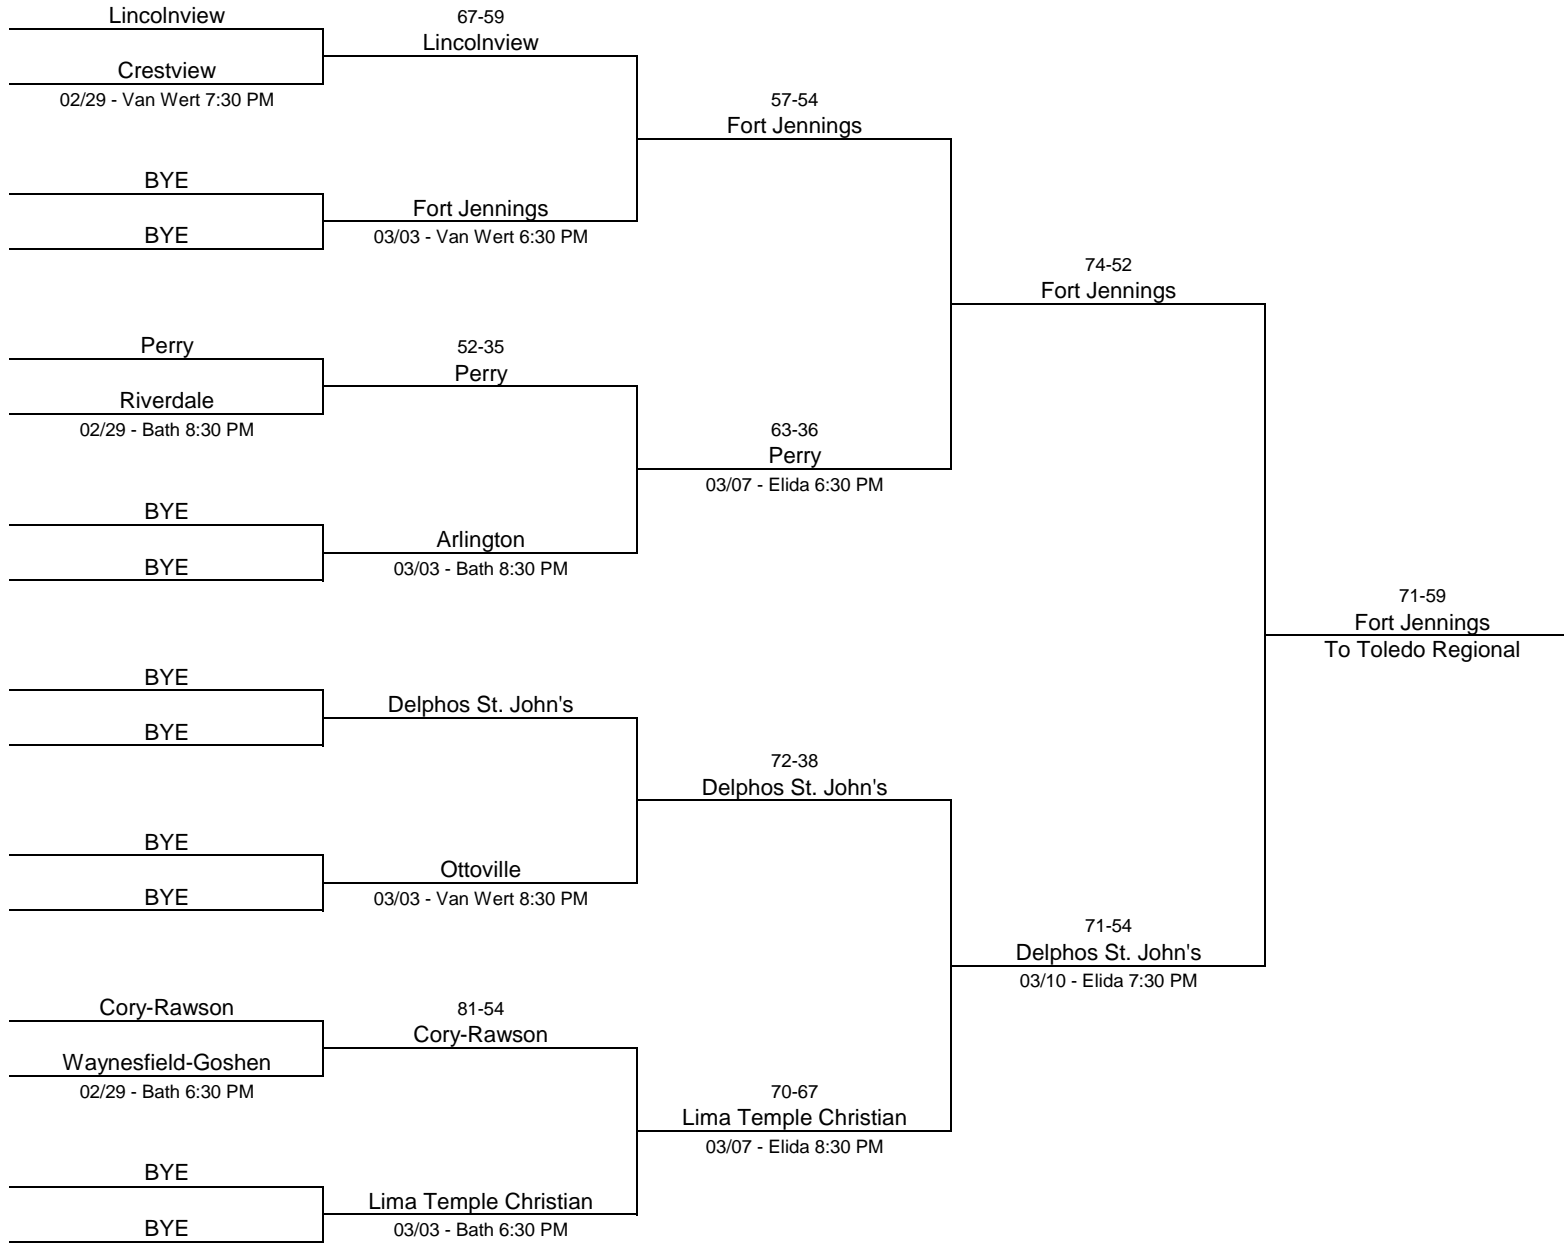 Lincolnview
Crestview
02/29 - Van Wert 7:30 PM
BYE
BYE
Perry
Riverdale
02/29 - Bath 8:30 PM
BYE
BYE
BYE
BYE
BYE
BYE
Cory-Rawson
Waynesfield-Goshen
02/29 - Bath 6:30 PM
BYE
BYE
67-59
Lincolnview
Fort Jennings
03/03 - Van Wert 6:30 PM
52-35
Perry
Arlington
03/03 - Bath 8:30 PM
Delphos St. John's
Ottoville
03/03 - Van Wert 8:30 PM
81-54
Cory-Rawson
Lima Temple Christian
03/03 - Bath 6:30 PM
57-54
Fort Jennings
63-36
Perry
03/07 - Elida 6:30 PM
72-38
Delphos St. John's
70-67
Lima Temple Christian
03/07 - Elida 8:30 PM
74-52
Fort Jennings
71-54
Delphos St. John's
03/10 - Elida 7:30 PM
71-59
Fort Jennings
To Toledo Regional